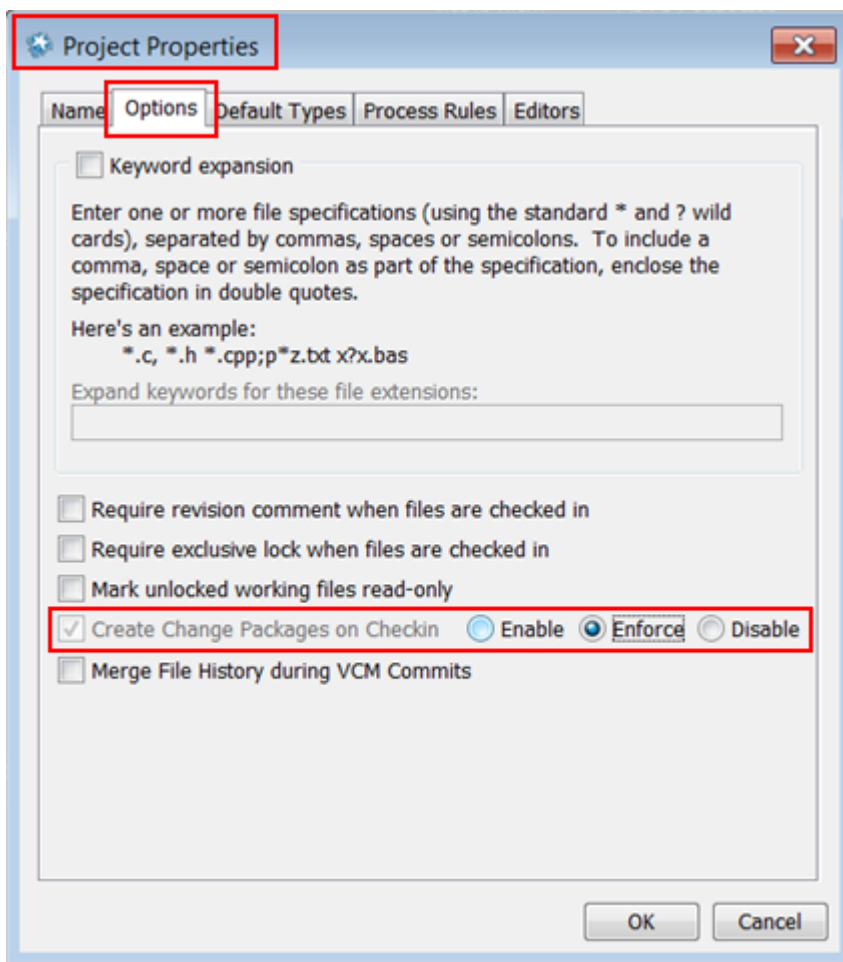 Project Properties
Name Options Default Types Process Rules Editors
Keyword expansion
Enter one or more file specifications (using the standard * and ? wild
cards), separated by commas, spaces or semicolons. To include a
comma, space or semicolon as part of the specification, enclose the
specification in double quotes.
Here's an example:
*.c, *.h *.cpp;p*z.txt x?x.bas
Expand keywords for these file extensions:
Require revision comment when files are checked in
Require exclusive lock when files are checked in
Mark unlocked working files read-only
Create Change Packages on Checkin Enable Enforce Disable
Merge File History during VCM Commits
OK Cancel